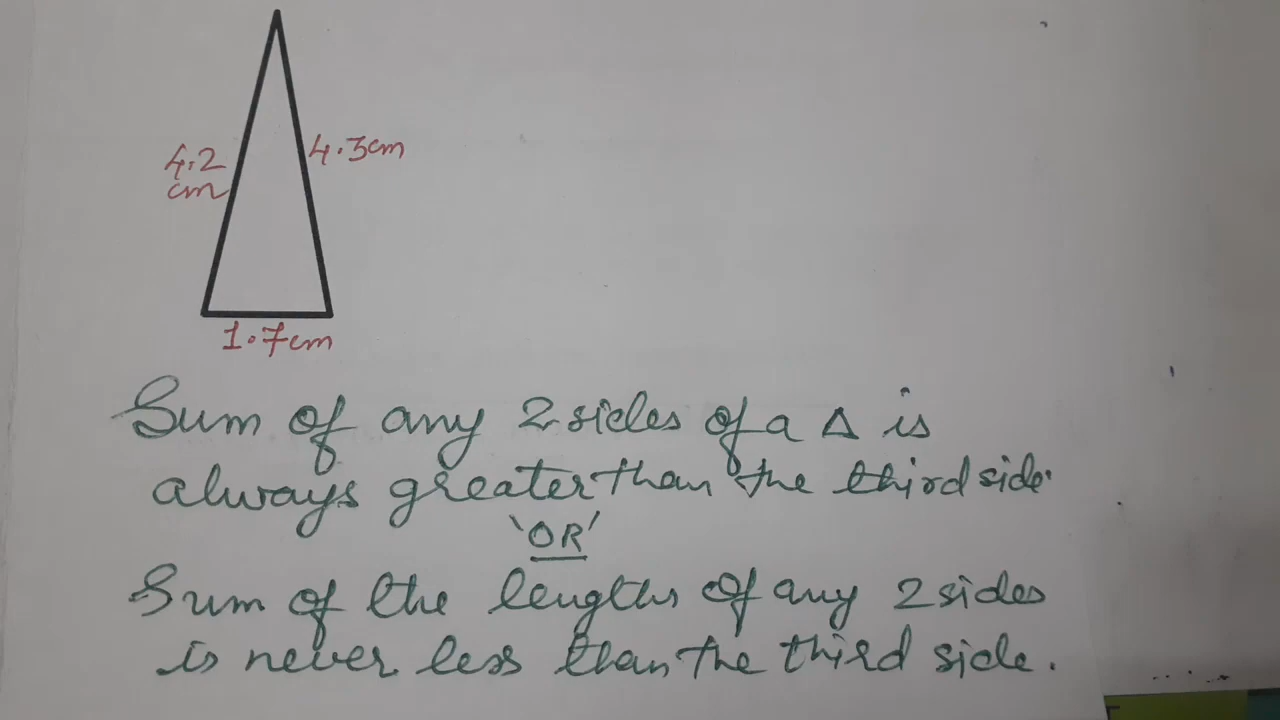 4.2
cm
4.3cm
1.7cm
Sum of any 2 sides of a Δ is
always greater than the third side.
'OR'
Sum of the lengths of any 2 sides
is never less than the third side.